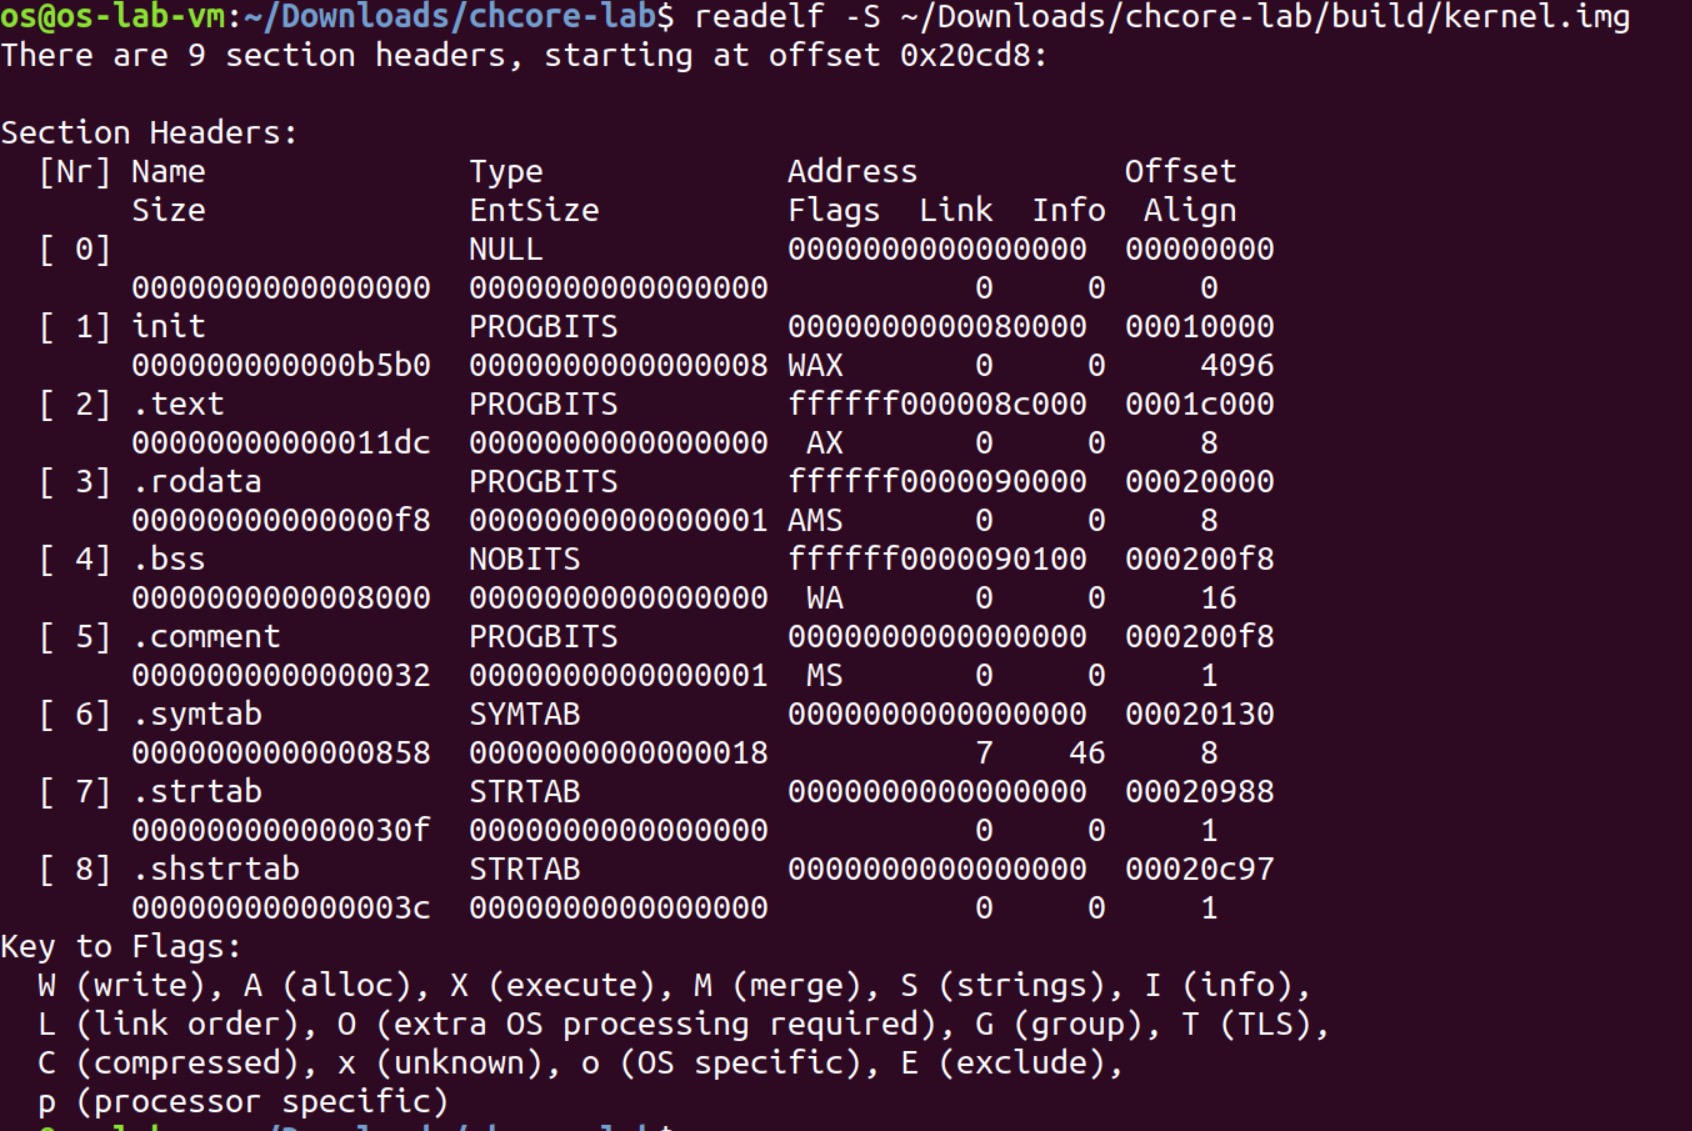 os@os-lab-vm:~/Downloads/chcore-lab$ readelf -S ~/Downloads/chcore-lab/build/kernel.img
There are 9 section headers, starting at offset 0x20cd8:

Section Headers:
  [Nr] Name              Type             Address           Offset
       Size              EntSize          Flags  Link  Info  Align
  [ 0]                   NULL             0000000000000000  00000000
       0000000000000000  0000000000000000           0     0     0
  [ 1] init              PROGBITS         0000000000080000  00010000
       000000000000b5b0  0000000000000008 WAX       0     0     4096
  [ 2] .text             PROGBITS         ffffff000008c000  0001c000
       00000000000011dc  0000000000000000  AX       0     0     8
  [ 3] .rodata           PROGBITS         ffffff0000090000  00020000
       00000000000000f8  0000000000000001 AMS       0     0     8
  [ 4] .bss              NOBITS           ffffff0000090100  000200f8
       0000000000008000  0000000000000000  WA       0     0     16
  [ 5] .comment          PROGBITS         0000000000000000  000200f8
       0000000000000032  0000000000000001  MS       0     0     1
  [ 6] .symtab           SYMTAB           0000000000000000  00020130
       0000000000000858  0000000000000018           7    46     8
  [ 7] .strtab           STRTAB           0000000000000000  00020988
       000000000000030f  0000000000000000           0     0     1
  [ 8] .shstrtab         STRTAB           0000000000000000  00020c97
       000000000000003c  0000000000000000           0     0     1
Key to Flags:
  W (write), A (alloc), X (execute), M (merge), S (strings), I (info),
  L (link order), O (extra OS processing required), G (group), T (TLS),
  C (compressed), x (unknown), o (OS specific), E (exclude),
  p (processor specific)